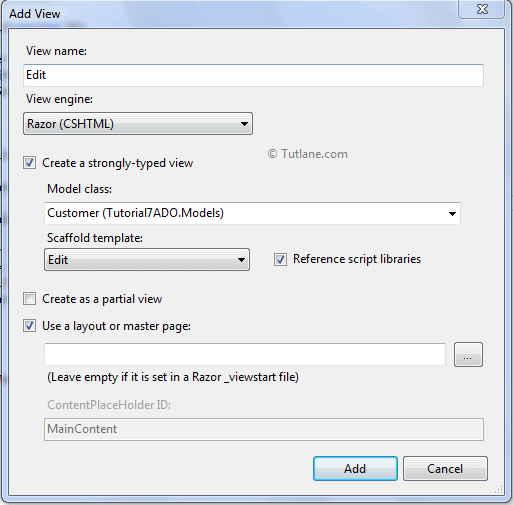 Add View
View name:
Edit
View engine:
Razor (CSHTML)
© Tutlane.com
Create a strongly-typed view
Model class:
Customer (Tutorial7ADO.Models)
Scaffold template:
Edit
Reference script libraries
Create as a partial view
Use a layout or master page:
...
(Leave empty if it is set in a Razor _viewstart file)
ContentPlaceHolder ID:
MainContent
Add Cancel